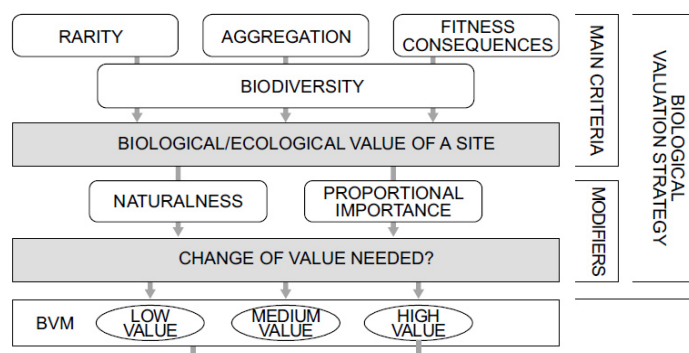 RARITY
AGGREGATION
FITNESS
CONSEQUENCES
BIODIVERSITY
BIOLOGICAL/ECOLOGICAL VALUE OF A SITE
NATURALNESS
PROPORTIONAL
IMPORTANCE
CHANGE OF VALUE NEEDED?
BVM
LOW
VALUE
MEDIUM
VALUE
HIGH
VALUE
MAIN CRITERIA
MODIFIERS
BIOLOGICAL
VALUATION STRATEGY